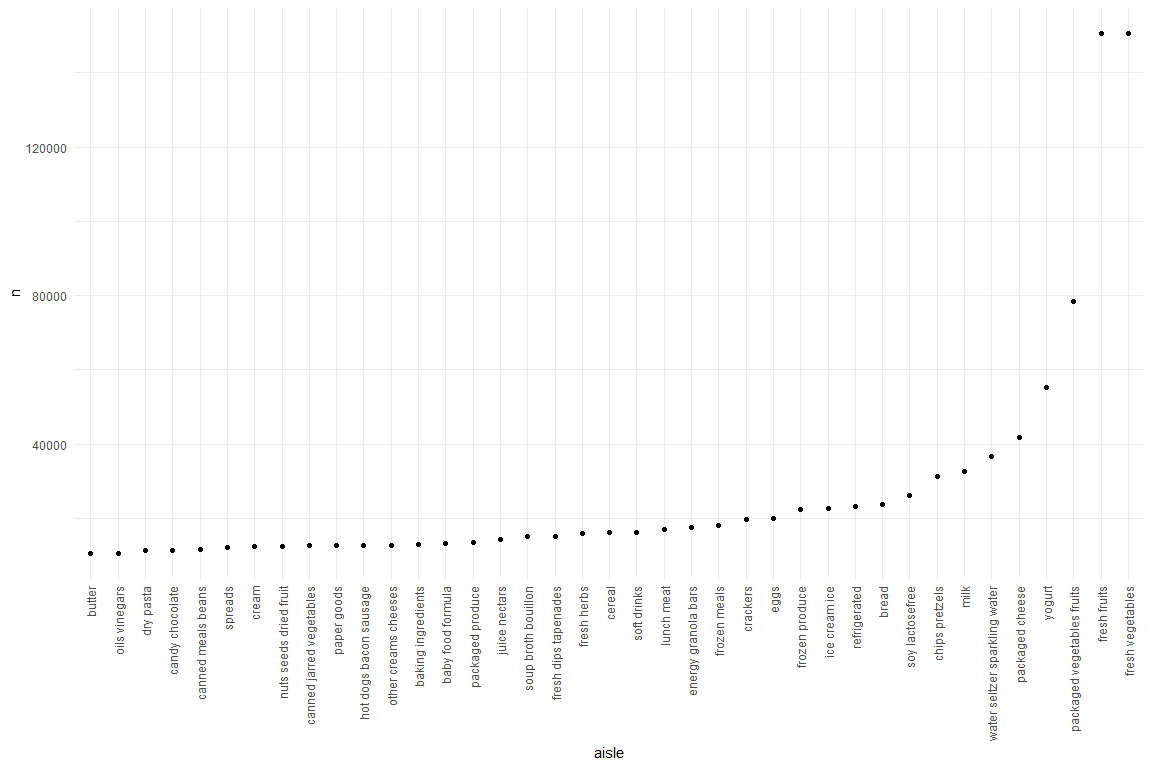 120000
80000
40000
n
butter
oils vinegars
dry pasta
candy chocolate
canned meals beans
spreads
cream
nuts seeds dried fruit
canned jarred vegetables
paper goods
hot dogs bacon sausage
other creams cheeses
baking ingredients
baby food formula
packaged produce
juice nectars
soup broth bouillon
fresh dips tapenades
fresh herbs
cereal
soft drinks
lunch meat
energy granola bars
frozen meals
crackers
eggs
frozen produce
ice cream ice
refrigerated
bread
soy lactosefree
chips pretzels
milk
water seltzer sparkling water
packaged cheese
yogurt
packaged vegetables fruits
fresh fruits
fresh vegetables
aisle